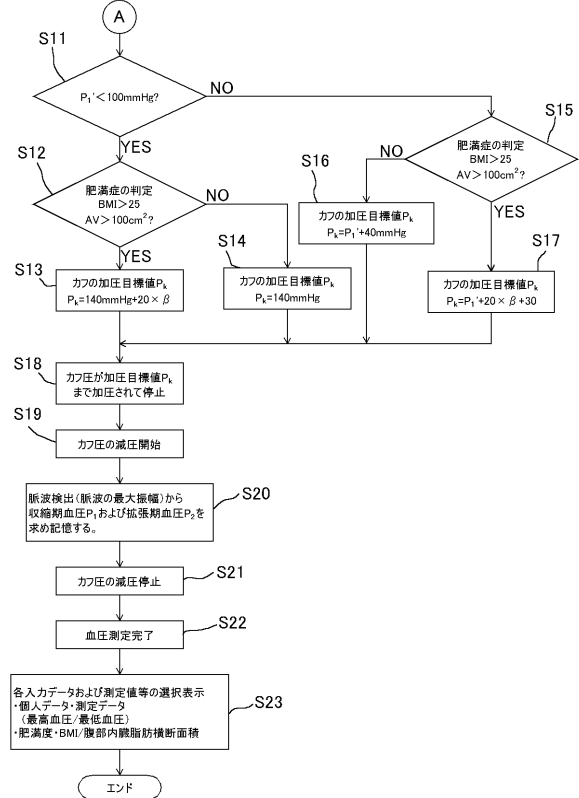 A
S11
P₁'<100mmHg?
NO
YES
S15
肥満症の判定
BMI>25
AV>100cm²?
NO
YES
S12
肥満症の判定
BMI>25
AV>100cm²?
NO
YES
S16
カフの加圧目標値Pk
Pk=P₁'+40mmHg
S13
カフの加圧目標値Pk
Pk=140mmHg+20×β
S14
カフの加圧目標値Pk
Pk=140mmHg
S17
カフの加圧目標値Pk
Pk=P₁'+20×β+30
S18
カフ圧が加圧目標値Pk
まで加圧されて停止
S19
カフ圧の減圧開始
S20
脈波検出(脈波の最大振幅)から
収縮期血圧P₁および拡張期血圧P₂を
求め記憶する。
S21
カフ圧の減圧停止
S22
血圧測定完了
S23
各入力データおよび測定値等の選択表示
・個人データ・測定データ
(最高血圧/最低血圧)
・肥満度・BMI/腹部内臓脂肪横断面積
エンド